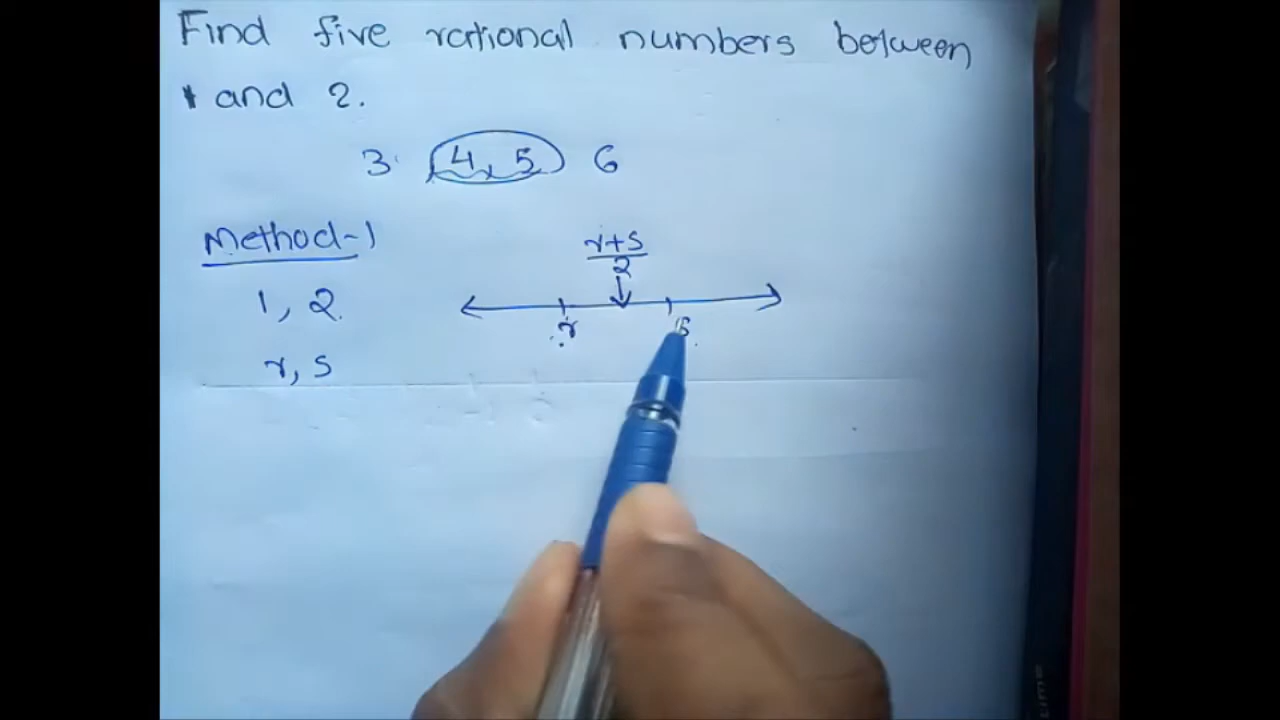 Find five rational numbers between
1 and 2.
3 4, 5 6
Method-1
r+s
2
1, 2
r s
r, s